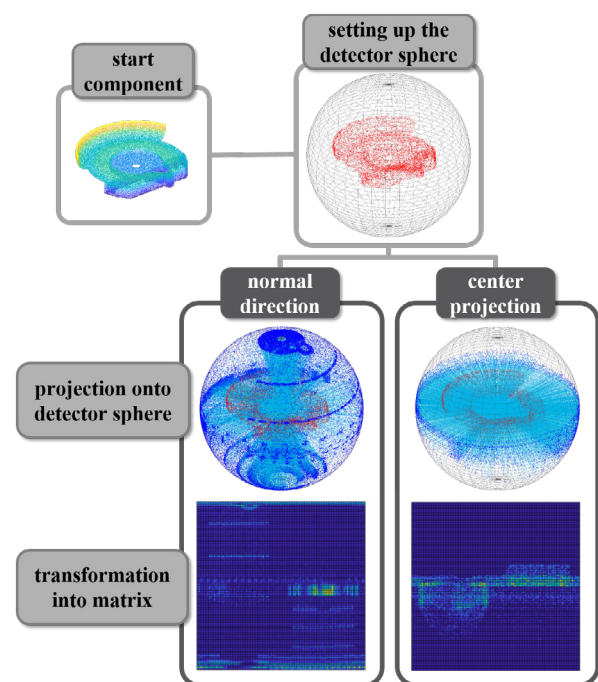 start
component
setting up the
detector sphere
normal
direction
center
projection
projection onto
detector sphere
transformation
into matrix